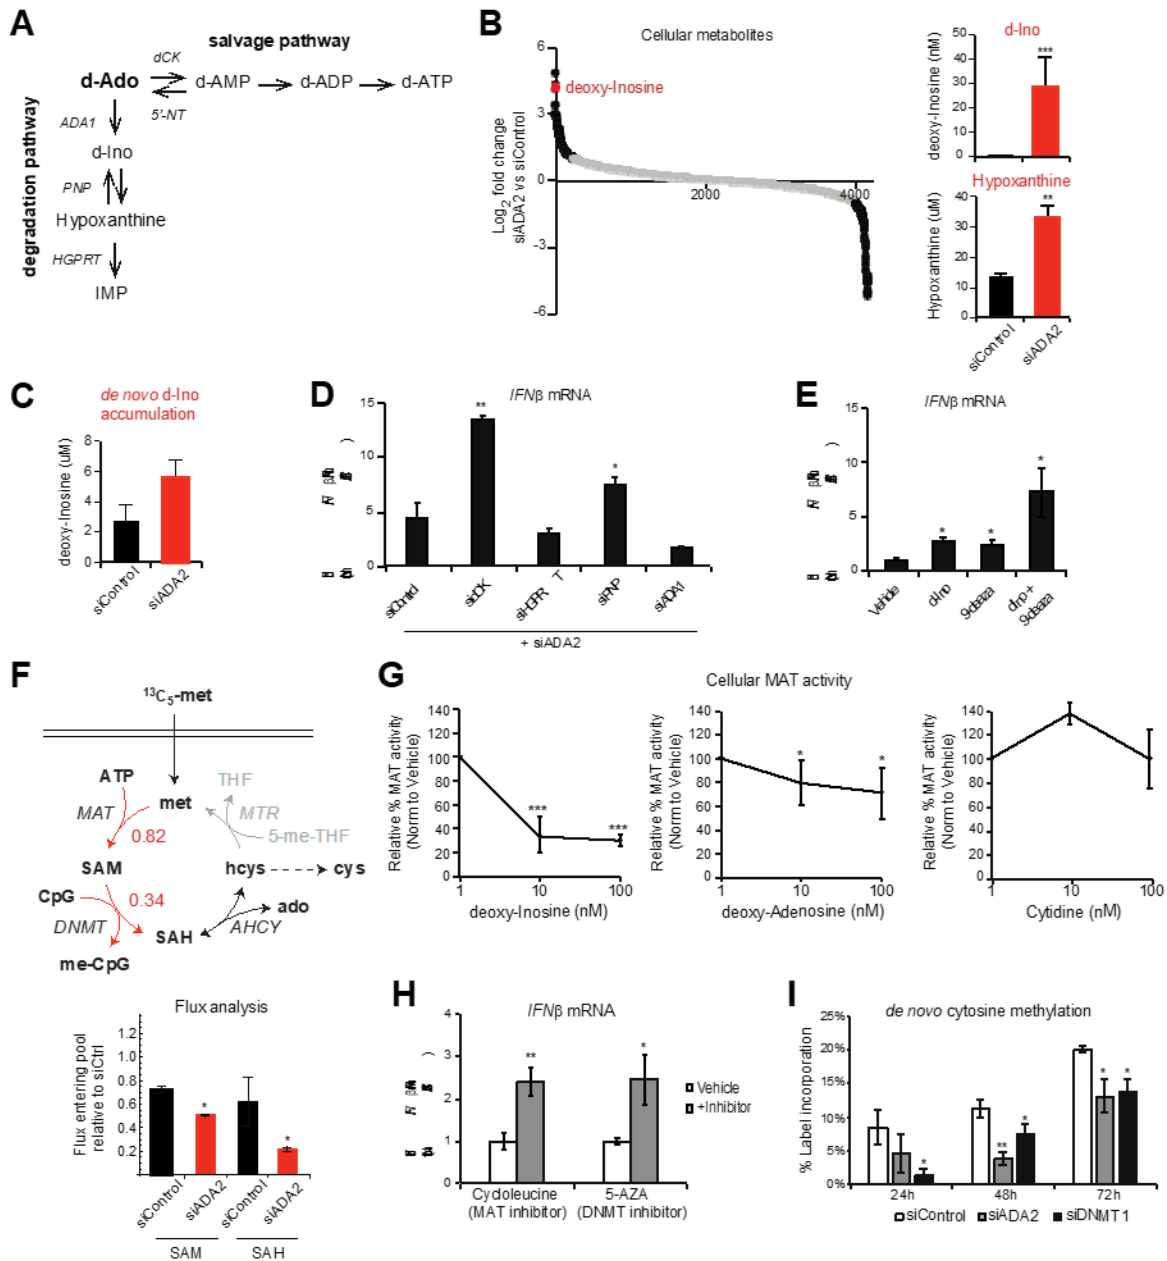 A
salvage pathway
dCK
d-Ado
d-AMP
d-ADP
d-ATP
5'-NT
degradation pathway
ADA1
d-Ino
PNP
Hypoxanthine
HGPRT
IMP
B
Cellular metabolites
Log2 fold change
siADA2 vs siControl
6
3
0
-3
-6
deoxy-Inosine
2000
4000
d-Ino
deoxy-Inosine (nM)
50
40
30
20
10
0
***
Hypoxanthine
Hypoxanthine (uM)
40
30
20
10
0
**
siControl
siADA2
C
de novo d-Ino
accumulation
deoxy-Inosine (uM)
8
6
4
2
0
siControl
siADA2
D
IFNβ mRNA
15
10
5
0
**
*
siControl
sidCK
siHGPRT
siPNP
siADA1
+ siADA2
E
IFNβ mRNA
15
10
5
0
*
*
*
Vehicle
d-Ino
9-deaza
d-Ino +
9-deaza
F
13C5-met
ATP
THF
MAT
met
MTR
0.82
5-me-THF
SAM
hcys
cys
CpG
0.34
ado
DNMT
SAH
AHCY
me-CpG
Flux analysis
Flux entering pool
relative to siCtrl
1.2
1.0
0.8
0.6
0.4
0.2
*
*
siControl
siADA2
siControl
siADA2
SAM
SAH
G
Cellular MAT activity
Relative % MAT activity
(Norm to Vehicle)
140
120
100
80
60
40
20
0
***
***
1
10
100
deoxy-Inosine (nM)
Relative % MAT activity
(Norm to Vehicle)
140
120
100
80
60
40
20
0
*
*
1
10
100
deoxy-Adenosine (nM)
Relative % MAT activity
(Norm to Vehicle)
140
120
100
80
60
40
20
0
1
10
100
Cytidine (nM)
H
IFNβ mRNA
4
3
2
1
0
**
*
Vehicle
+Inhibitor
Cycloleucine
(MAT inhibitor)
5-AZA
(DNMT inhibitor)
I
de novo cytosine methylation
% Label incorporation
25%
20%
15%
10%
5%
0%
*
**
*
*
*
24h
48h
72h
siControl
siADA2
siDNMT1